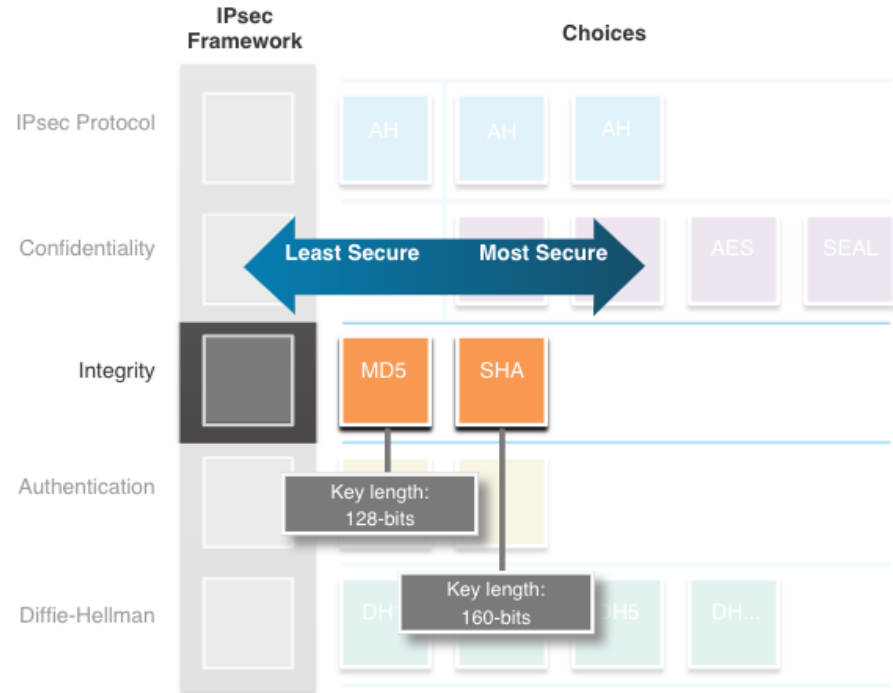 IPsec
Framework
Choices
IPsec Protocol
AH
AH
AH
Confidentiality
Least Secure
Most Secure
AES
SEAL
Integrity
MD5
SHA
Authentication
Key length:
128-bits
Diffie-Hellman
Key length:
160-bits
DH5
DH...